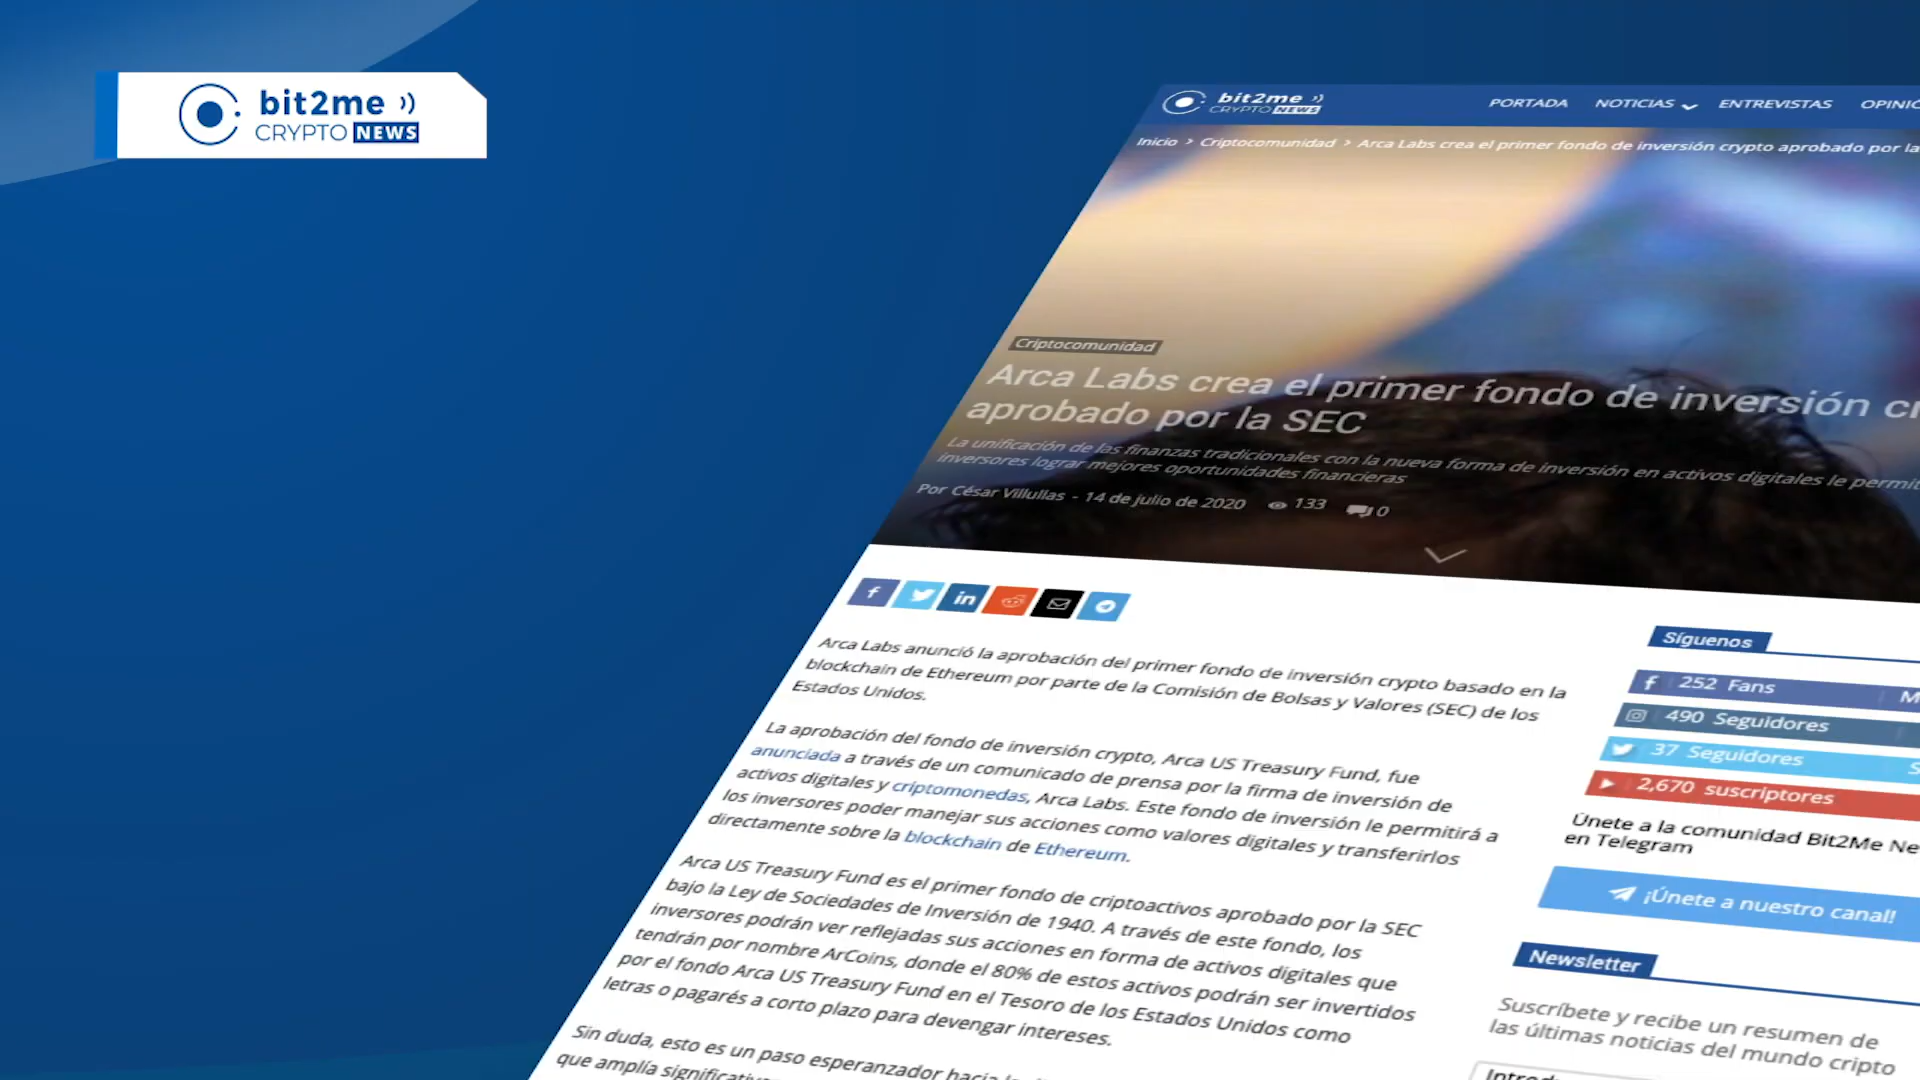 bit2me
CRYPTO NEWS
bit2me
CRYPTO NEWS
PORTADA NOTICIAS ENTREVISTAS
Inicio > Criptocomunidad > Arca Labs crea el primer fondo de inversión crypto aprobado por la
Criptocomunidad
Arca Labs crea el primer fondo de inversión
aprobado por la SEC
La unificación de las finanzas tradicionales con la nueva forma de inversión en activos digitales le
inversores lograr mejores oportunidades financieras
Por César Villullas - 14 de julio de 2020 133 0
Arca Labs anunció la aprobación del primer fondo de inversión crypto basado en la
blockchain de Ethereum por parte de la Comisión de Bolsas y Valores (SEC) de los
Estados Unidos.
La aprobación del fondo de inversión crypto, Arca US Treasury Fund, fue
anunciada a través de un comunicado de prensa por la firma de inversión de
activos digitales y criptomonedas, Arca Labs. Este fondo de inversión le permitirá a
los inversores poder manejar sus acciones como valores digitales y transferirlos
directamente sobre la blockchain de Ethereum.
Arca US Treasury Fund es el primer fondo de criptoactivos aprobado por la SEC
bajo la Ley de Sociedades de Inversión de 1940. A través de este fondo, los
inversores podrán ver reflejadas sus acciones en forma de activos digitales que
tendrán por nombre ArCoins, donde el 80% de estos activos podrán ser invertidos
por el fondo Arca US Treasury Fund en el Tesoro de los Estados Unidos como
letras o pagarés a corto plazo para devengar intereses.
Sin duda, esto es un paso esperanzador hacia
que amplía
Síguenos
252 Fans
490 Seguidores
37 Seguidores
2,670 suscriptores
Únete a la comunidad Bit2Me
en Telegram
¡Únete a nuestro canal!
Newsletter
Suscríbete y recibe un resumen de
las últimas noticias del mundo cripto